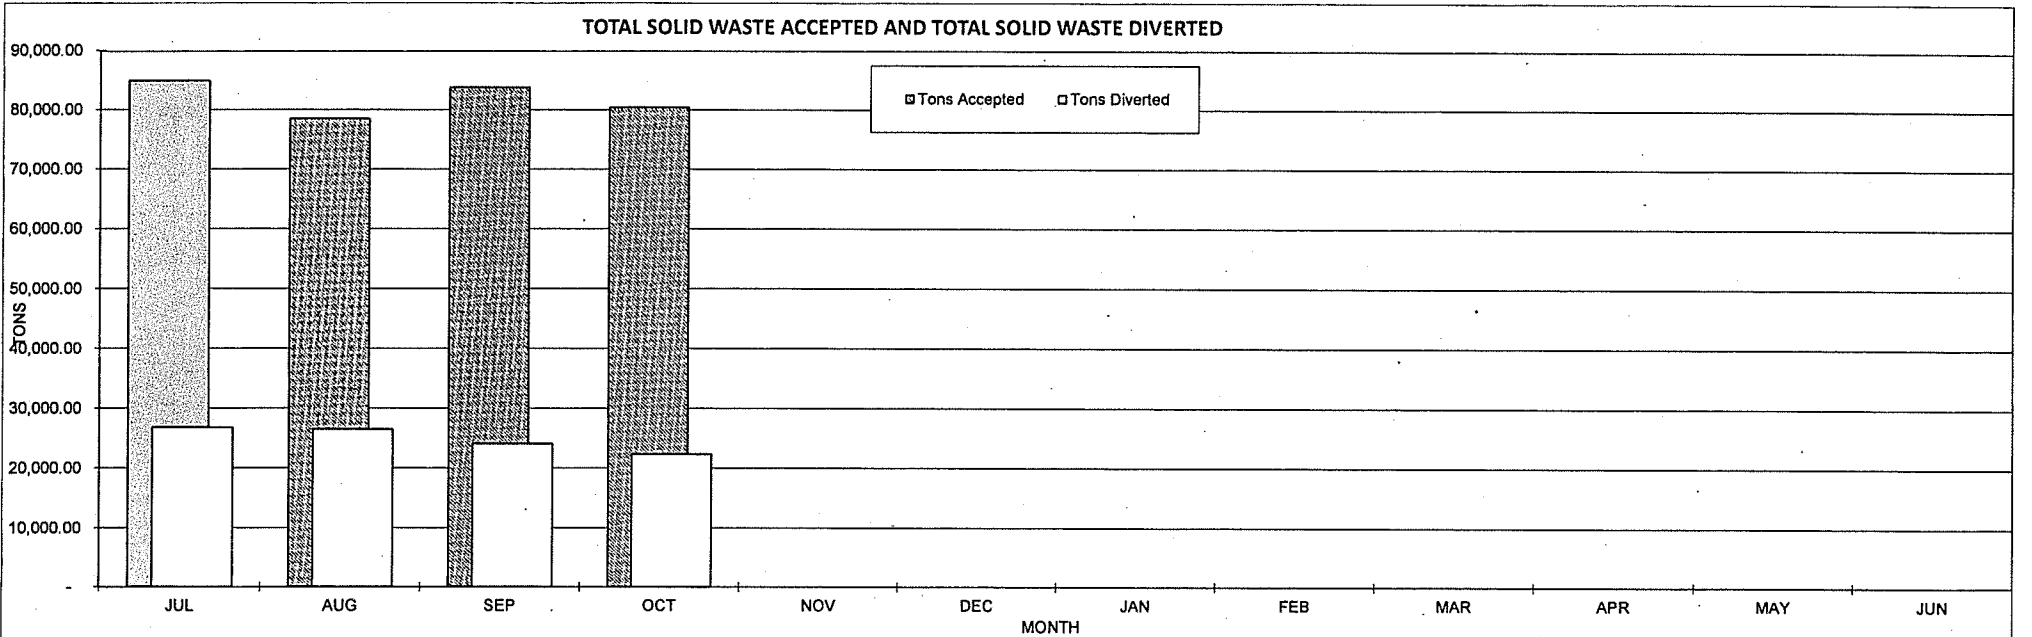 TOTAL SOLID WASTE ACCEPTED AND TOTAL SOLID WASTE DIVERTED
Tons Accepted Tons Diverted
90,000.00
80,000.00
70,000.00
60,000.00
50,000.00
40,000.00
30,000.00
20,000.00
10,000.00
-
TONS
JUL AUG SEP OCT NOV DEC JAN FEB MAR APR MAY JUN
MONTH